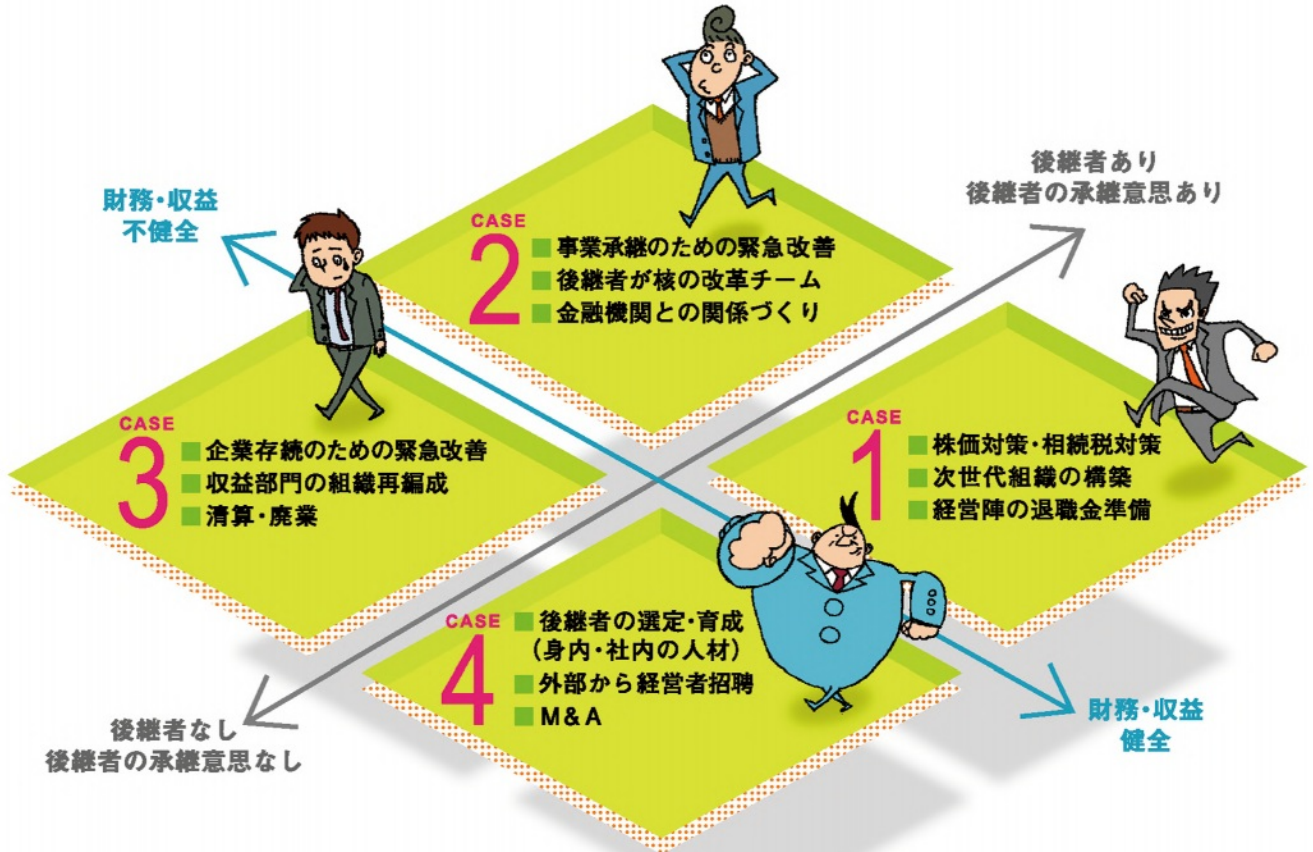 後継者あり
後継者の承継意思あり
財務・収益
不健全
CASE
2
■ 事業承継のための緊急改善
■ 後継者が核の改革チーム
■ 金融機関との関係づくり
CASE
3
■ 企業存続のための緊急改善
■ 収益部門の組織再編成
■ 清算・廃業
CASE
1
■ 株価対策・相続税対策
■ 次世代組織の構築
■ 経営陣の退職金準備
CASE
4
■ 後継者の選定・育成
(身内・社内の人材)
■ 外部から経営者招聘
■ M&A
後継者なし
後継者の承継意思なし
財務・収益
健全